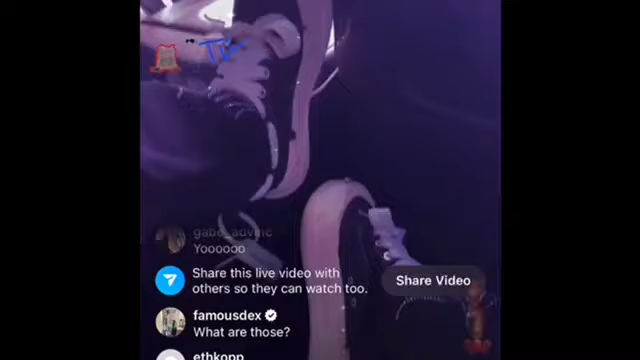 gabe_advinc
Yoooooo
Share this live video with
others so they can watch too.
Share Video
famousdex
What are those?
ethkopp